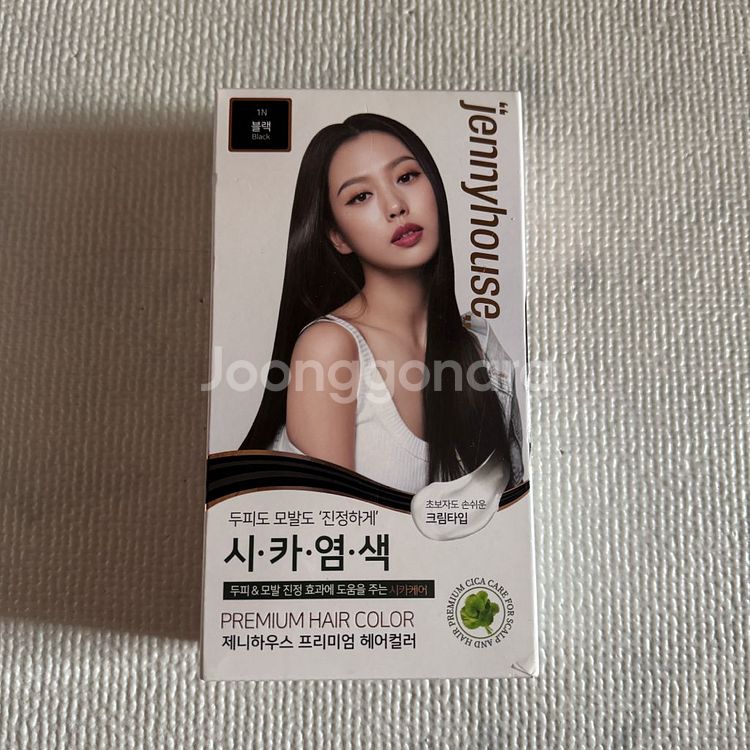 1N
블랙
Black
"jennyhouse"
Joonggonara
초보자도 손쉬운
크림타입
두피도 모발도 '진정하게'
시·카·염·색
두피 & 모발 진정 효과에 도움을 주는 시카케어
PREMIUM HAIR COLOR
제니하우스 프리미엄 헤어컬러
PREMIUM CICA CARE FOR SCALP AND HAIR